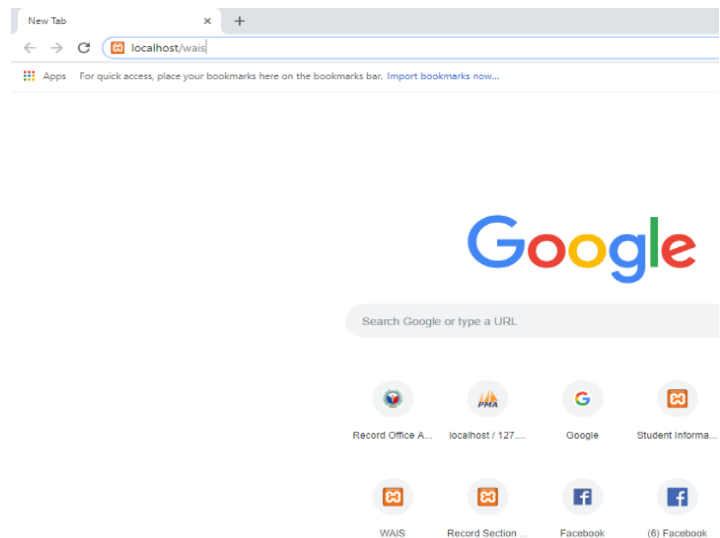 New Tab
localhost/wais
Apps For quick access, place your bookmarks here on the bookmarks bar. Import bookmarks now...
Google
Search Google or type a URL
PMA
Record Office A... localhost / 127.... Google Student Informa...
WAIS Record Section ... Facebook (6) Facebook